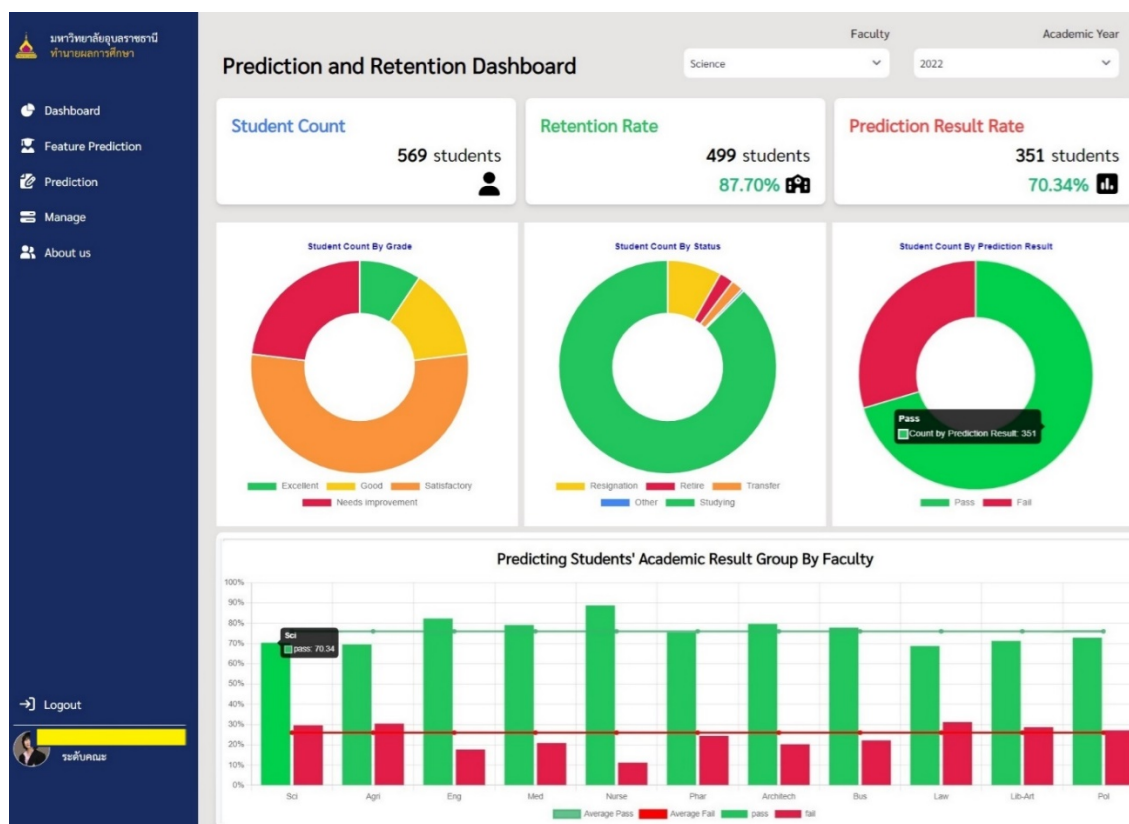 มหาวิทยาลัยอุบลราชธานี
ทำนายผลการศึกษา
Dashboard
Feature Prediction
Prediction
Manage
About us
Logout
ระดับคณะ
Prediction and Retention Dashboard
Faculty
Science
Academic Year
2022
Student Count
569 students
Retention Rate
499 students
87.70%
Prediction Result Rate
351 students
70.34%
Student Count By Grade
Excellent Good Satisfactory
Needs improvement
Student Count By Status
Resignation Retire Transfer
Other Studying
Student Count By Prediction Result
Pass
Count by Prediction Result: 351
Pass Fail
Predicting Students' Academic Result Group By Faculty
100%
90%
80%
70%
60%
50%
40%
30%
20%
10%
0%
Sci
pass: 70.34
Sci Agri Eng Med Nurse Phar Architech Bus Law Lib-Art Pol
Average Pass Average Fail pass fail